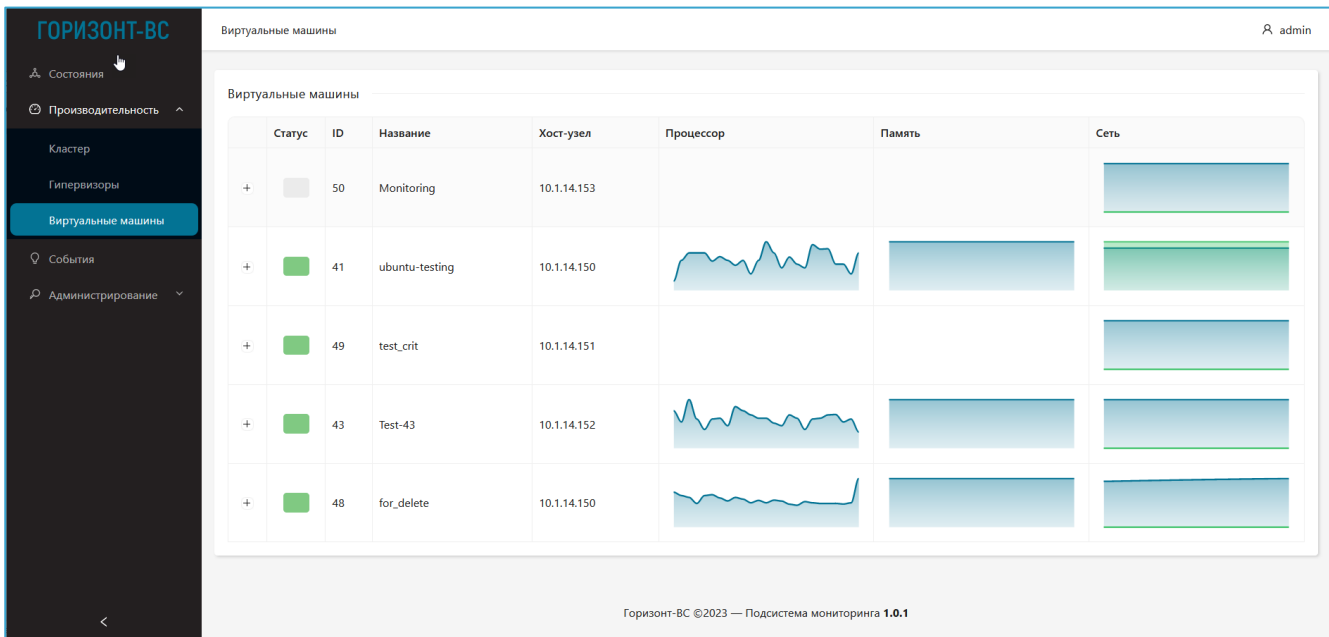 ГОРИЗОНТ-ВС
Виртуальные машины
admin
Состояния
Производительность
Кластер
Гипервизоры
Виртуальные машины
События
Администрирование
Виртуальные машины
Статус ID Название Хост-узел Процессор Память Сеть
+ 50 Monitoring 10.1.14.153
+ 41 ubuntu-testing 10.1.14.150
+ 49 test_crit 10.1.14.151
+ 43 Test-43 10.1.14.152
+ 48 for_delete 10.1.14.150
Горизонт-ВС ©2023 — Подсистема мониторинга 1.0.1